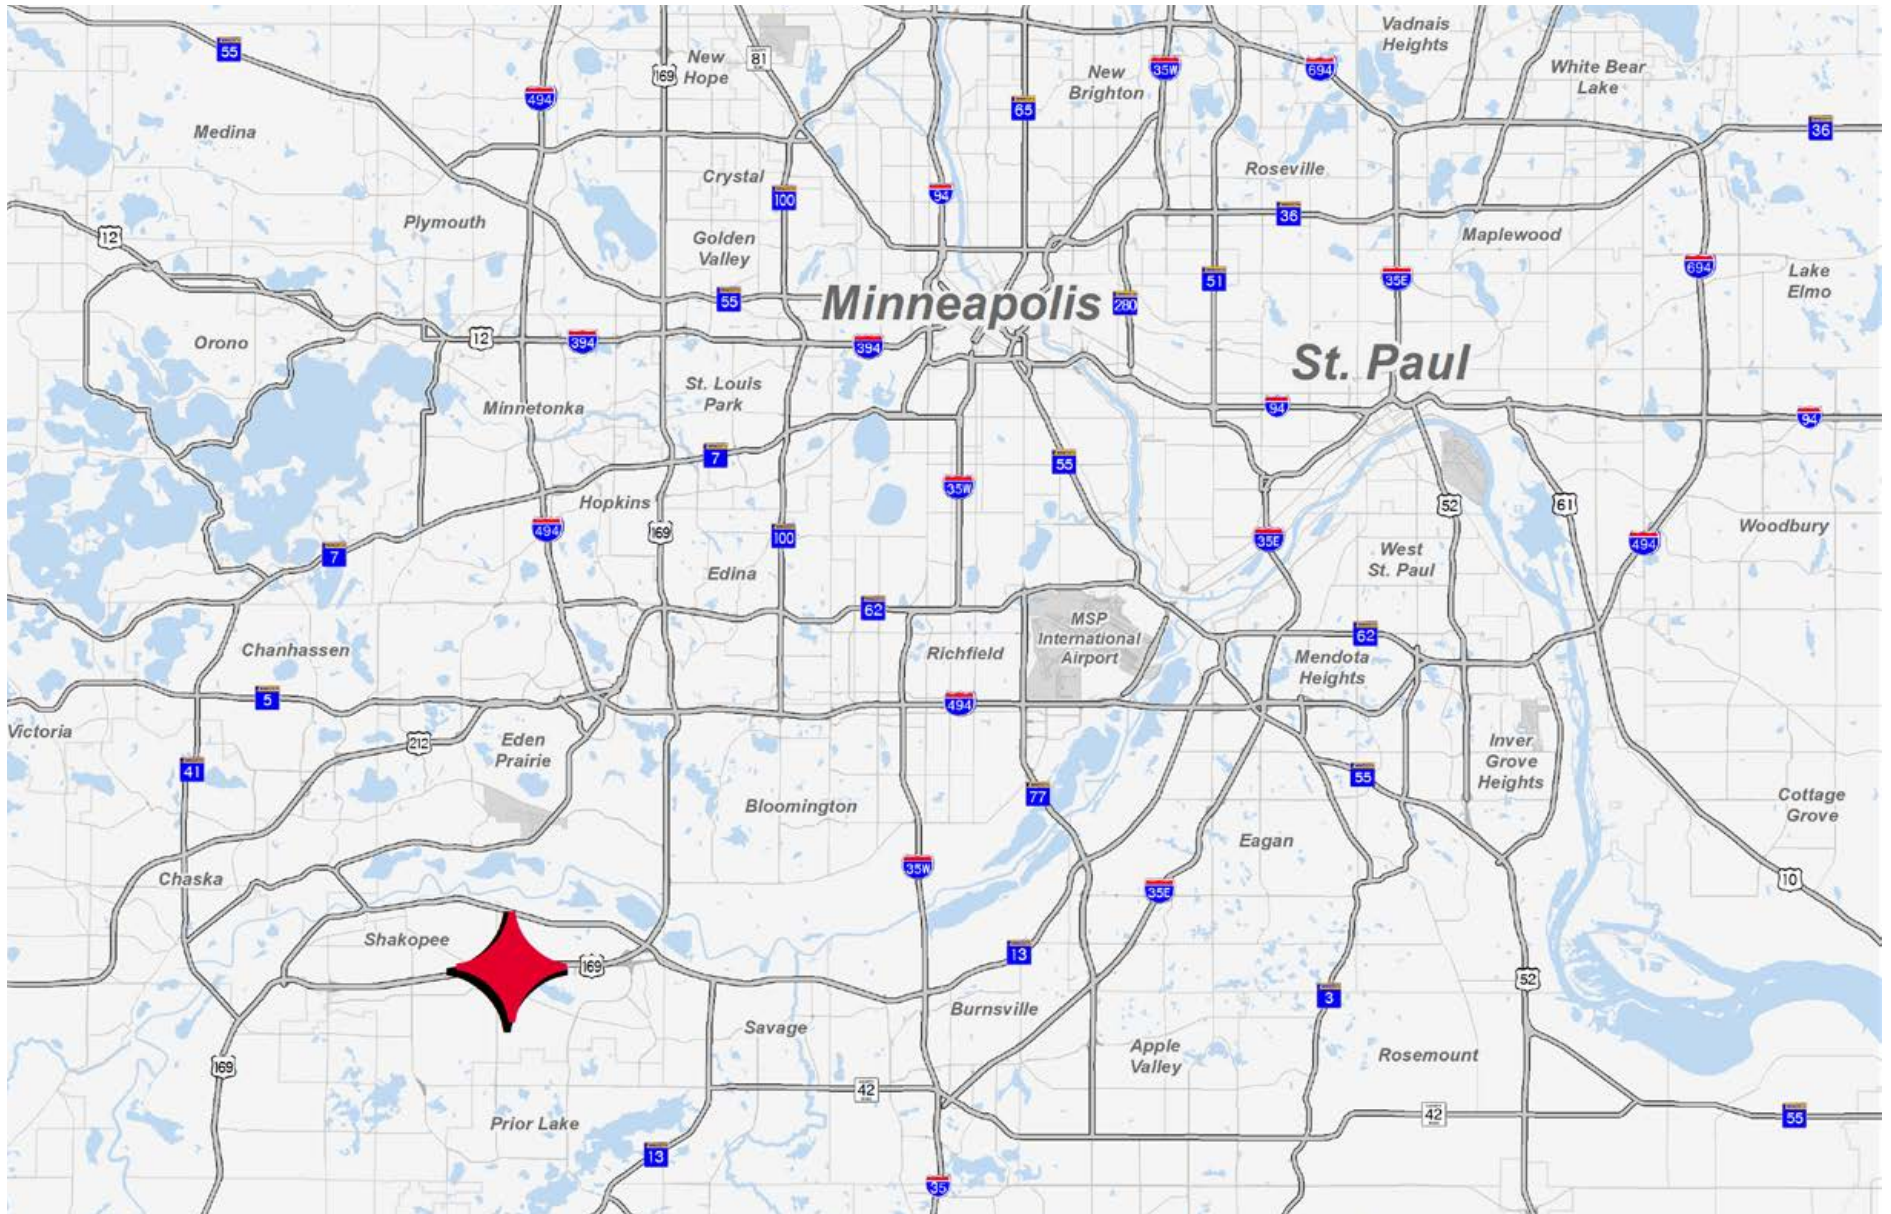 55
494
169
New
Hope
81
New
Brighton
35W
65
694
Vadnais
Heights
White Bear
Lake
36
Medina
Crystal
100
94
Roseville
36
Plymouth
12
Golden
Valley
Maplewood
51
35E
694
Lake
Elmo
55
Minneapolis
280
Orono
12
394
394
St. Paul
St. Louis
Park
Minnetonka
94
94
7
55
Hopkins
35W
52
61
494
169
100
35E
494
Woodbury
7
Edina
West
St. Paul
62
MSP
International
Airport
62
Chanhassen
Richfield
Mendota
Heights
5
494
Victoria
212
Eden
Prairie
Inver
Grove
Heights
41
55
77
Bloomington
Cottage
Grove
Eagan
35W
Chaska
35E
10
Shakopee
169
13
52
3
Burnsville
Savage
Apple
Valley
Rosemount
169
42
42
55
Prior Lake
13
35